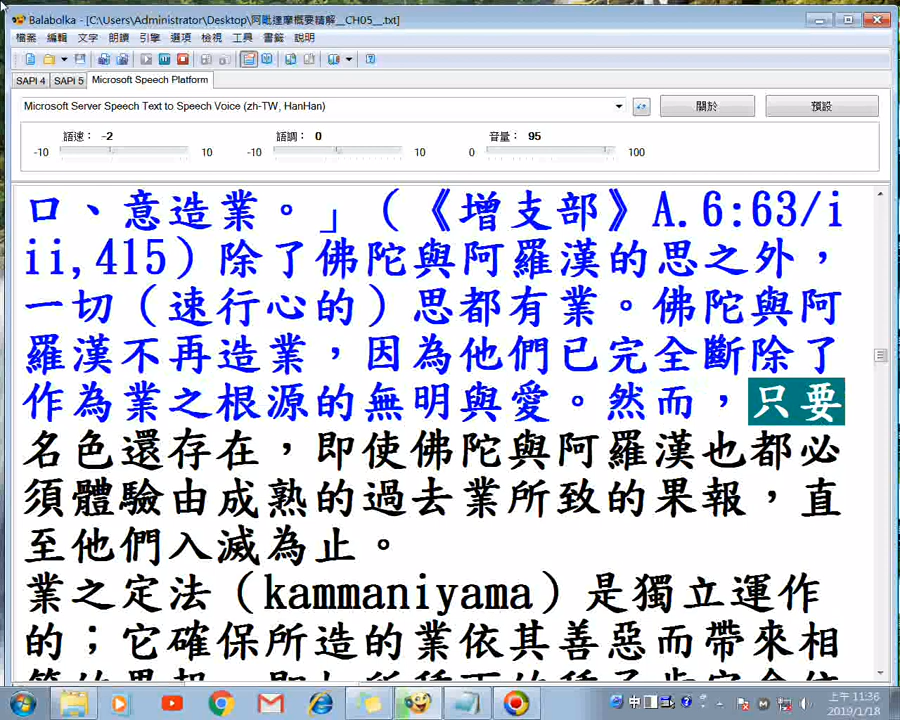 Balabolka - [C:\Users\Administrator\Desktop\阿毗達摩概要精解__CH05__.txt]
檔案 編輯 文字 朗讀 引擎 選項 檢視 工具 書籤 說明
SAPI 4 SAPI 5 Microsoft Speech Platform
Microsoft Server Speech Text to Speech Voice (zh-TW, HanHan) 關於 預設
語速： -2 語調： 0 音量： 95
-10 10 -10 10 0 100
口、意造業。」（《增支部》A.6:63/i
ii,415）除了佛陀與阿羅漢的思之外，
一切（速行心的）思都有業。佛陀與阿
羅漢不再造業，因為他們已完全斷除了
作為業之根源的無明與愛。然而，只要
名色還存在，即使佛陀與阿羅漢也都必
須體驗由成熟的過去業所致的果報，直
至他們入滅為止。
業之定法（kammaniyama）是獨立運作
的；它確保所造的業依其善惡而帶來相
中
上午 11:36
2019/1/18